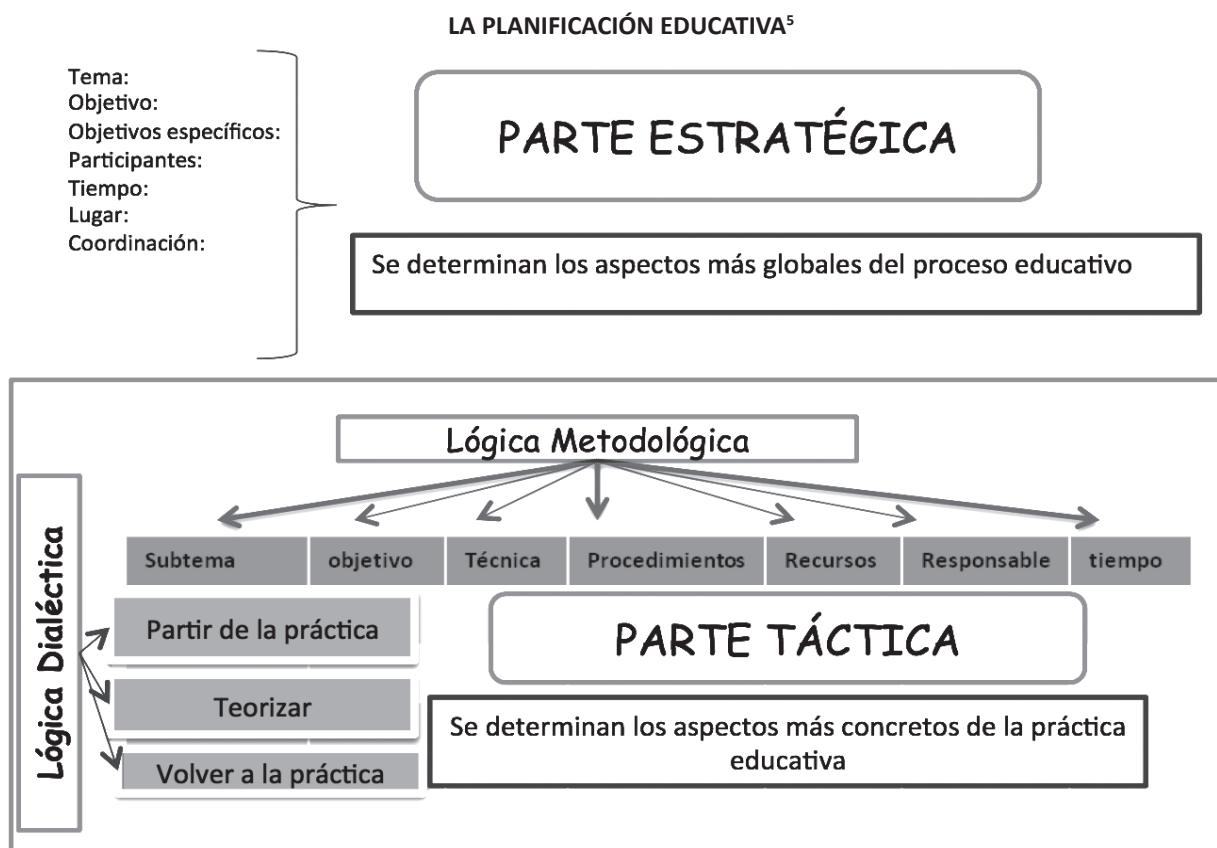 LA PLANIFICACIÓN EDUCATIVA⁵
Tema:
Objetivo:
Objetivos específicos:
Participantes:
Tiempo:
Lugar:
Coordinación:
PARTE ESTRATÉGICA
Se determinan los aspectos más globales del proceso educativo
Lógica Metodológica
Lógica Dialéctica
Subtema objetivo Técnica Procedimientos Recursos Responsable tiempo
Partir de la práctica
Teorizar
Volver a la práctica
PARTE TÁCTICA
Se determinan los aspectos más concretos de la práctica
educativa